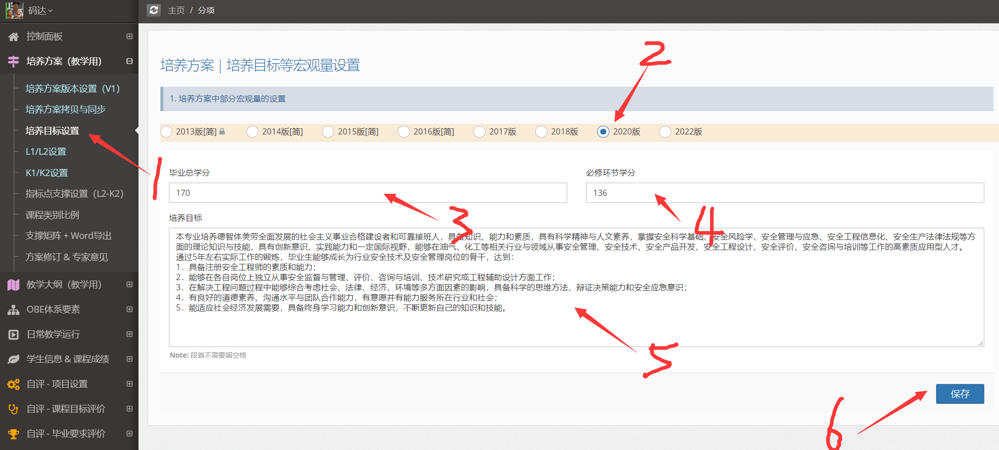 码达
主页 / 分项
控制面板
培养方案（教学用）
培养方案版本设置（V1）
培养方案拷贝与同步
培养目标设置
L1/L2设置
K1/K2设置
指标点支撑设置（L2-K2）
课程类别比例
支撑矩阵 + Word导出
方案修订 & 专家意见
教学大纲（教学用）
OBE体系要素
日常教学运行
学生信息 & 课程成绩
自评 - 项目设置
自评 - 课程目标评价
自评 - 毕业要求评价
培养方案 | 培养目标等宏观量设置
1. 培养方案中部分宏观量的设置
2013版[简] 2014版[简] 2015版[简] 2016版[简] 2017版 2018版 2020版 2022版
毕业总学分 必修环节学分
170 136
培养目标
本专业培养德智体美劳全面发展的社会主义事业合格建设者和可靠接班人，具备知识、能力和素质，具有科学精神与人文素养，掌握安全科学基础、安全风险学、安全管理与应急、安全工程信息化、安全生产法律法规等方
面的理论知识与技能，具有创新意识、实践能力和一定国际视野，能够在油气、化工等相关行业与领域从事安全管理、安全技术、安全产品开发、安全工程设计、安全评价、安全咨询与培训等工作的高素质应用型人才。
通过5年左右实际工作的锻炼，毕业生能够成长为行业安全技术及安全管理岗位的骨干，达到：
1. 具备注册安全工程师的素质和能力；
2. 能够在各自岗位上独立从事安全监督与管理、评价、咨询与培训、技术研究或工程辅助设计方面工作；
3. 在解决工程问题过程中能够综合考虑社会、法律、经济、环境等多方面因素的影响，具备科学的思维方法、辩证决策能力和安全应急意识；
4. 有良好的道德素养、沟通水平与团队合作能力，有意愿并有能力服务所在行业和社会；
5. 能适应社会经济发展需要，具备终身学习能力和创新意识，不断更新自己的知识和技能。
Note: 段首不需要留空格
保存
1
2
3
4
5
6